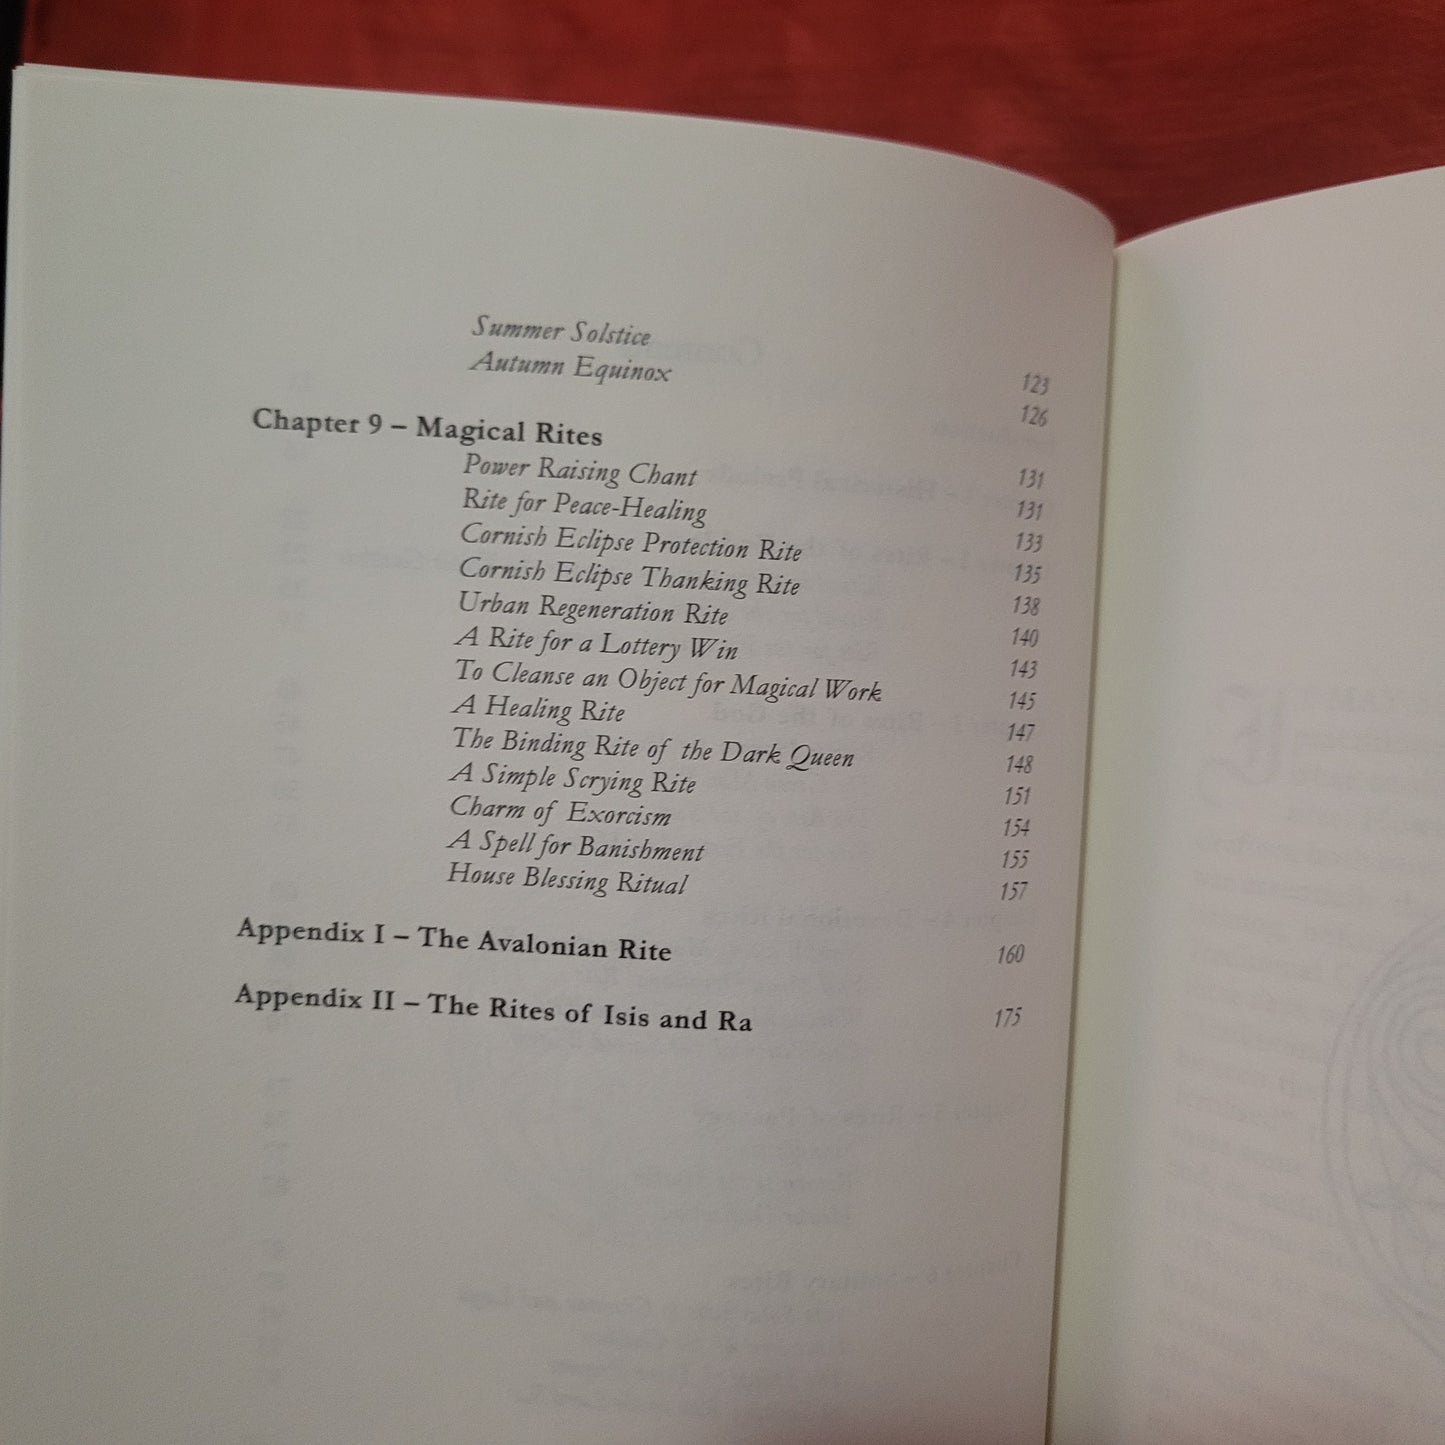 Summer Solstice 123
Autumn Equinox 126
Chapter 9 – Magical Rites 131
Power Raising Chant 131
Rite for Peace-Healing 133
Cornish Eclipse Protection Rite 135
Cornish Eclipse Thanking Rite 138
Urban Regeneration Rite 140
A Rite for a Lottery Win 143
To Cleanse an Object for Magical Work 145
A Healing Rite 147
The Binding Rite of the Dark Queen 148
A Simple Scrying Rite 151
Charm of Exorcism 154
A Spell for Banishment 155
House Blessing Ritual 157
Appendix I – The Avalonian Rite 160
Appendix II – The Rites of Isis and Ra 175